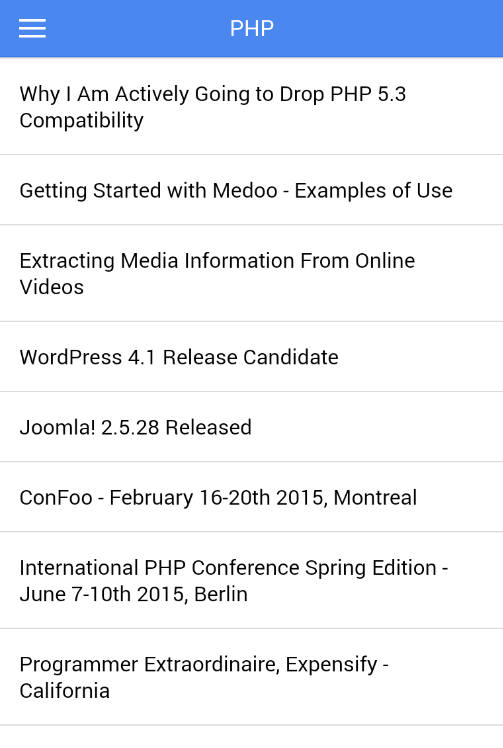 PHP
Why I Am Actively Going to Drop PHP 5.3
Compatibility
Getting Started with Medoo - Examples of Use
Extracting Media Information From Online
Videos
WordPress 4.1 Release Candidate
Joomla! 2.5.28 Released
ConFoo - February 16-20th 2015, Montreal
International PHP Conference Spring Edition -
June 7-10th 2015, Berlin
Programmer Extraordinaire, Expensify -
California